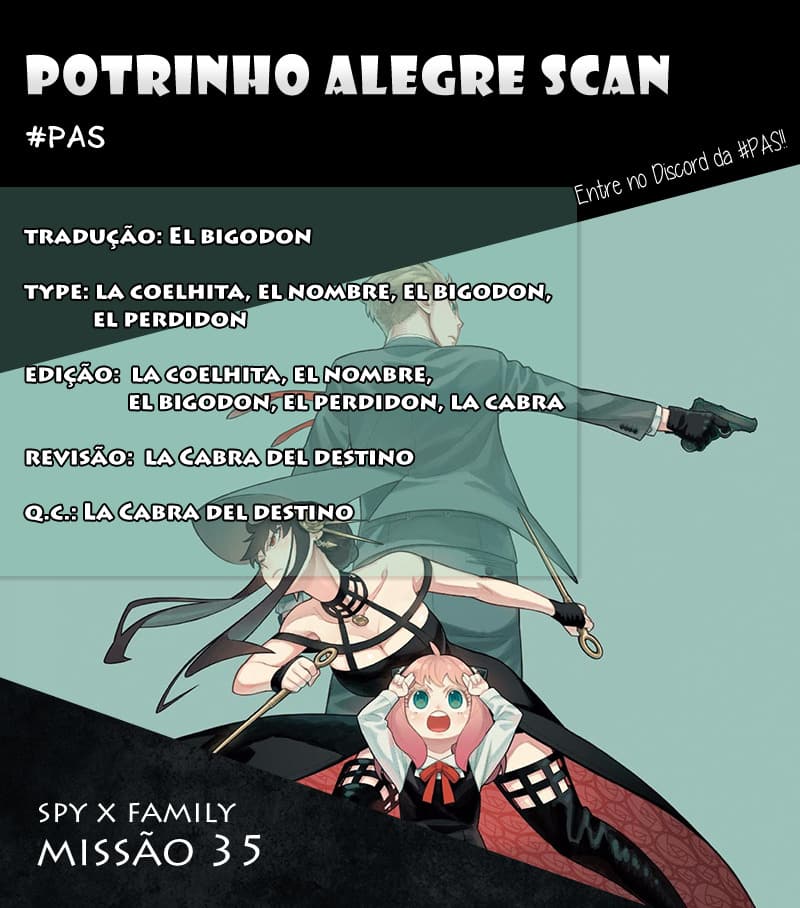 POTRINHO ALEGRE SCAN
#PAS
Entre no Discord da #PAS!!
TRADUÇÃO: EL BIGODON
TYPE: LA COELHITA, EL NOMBRE, EL BIGODON,
EL PERDIDON
EDIÇÃO: LA COELHITA, EL NOMBRE,
EL BIGODON, EL PERDIDON, LA CABRA
REVISÃO: LA CABRA DEL DESTINO
Q.C.: LA CABRA DEL DESTINO
SPY X FAMILY
MISSÃO 35